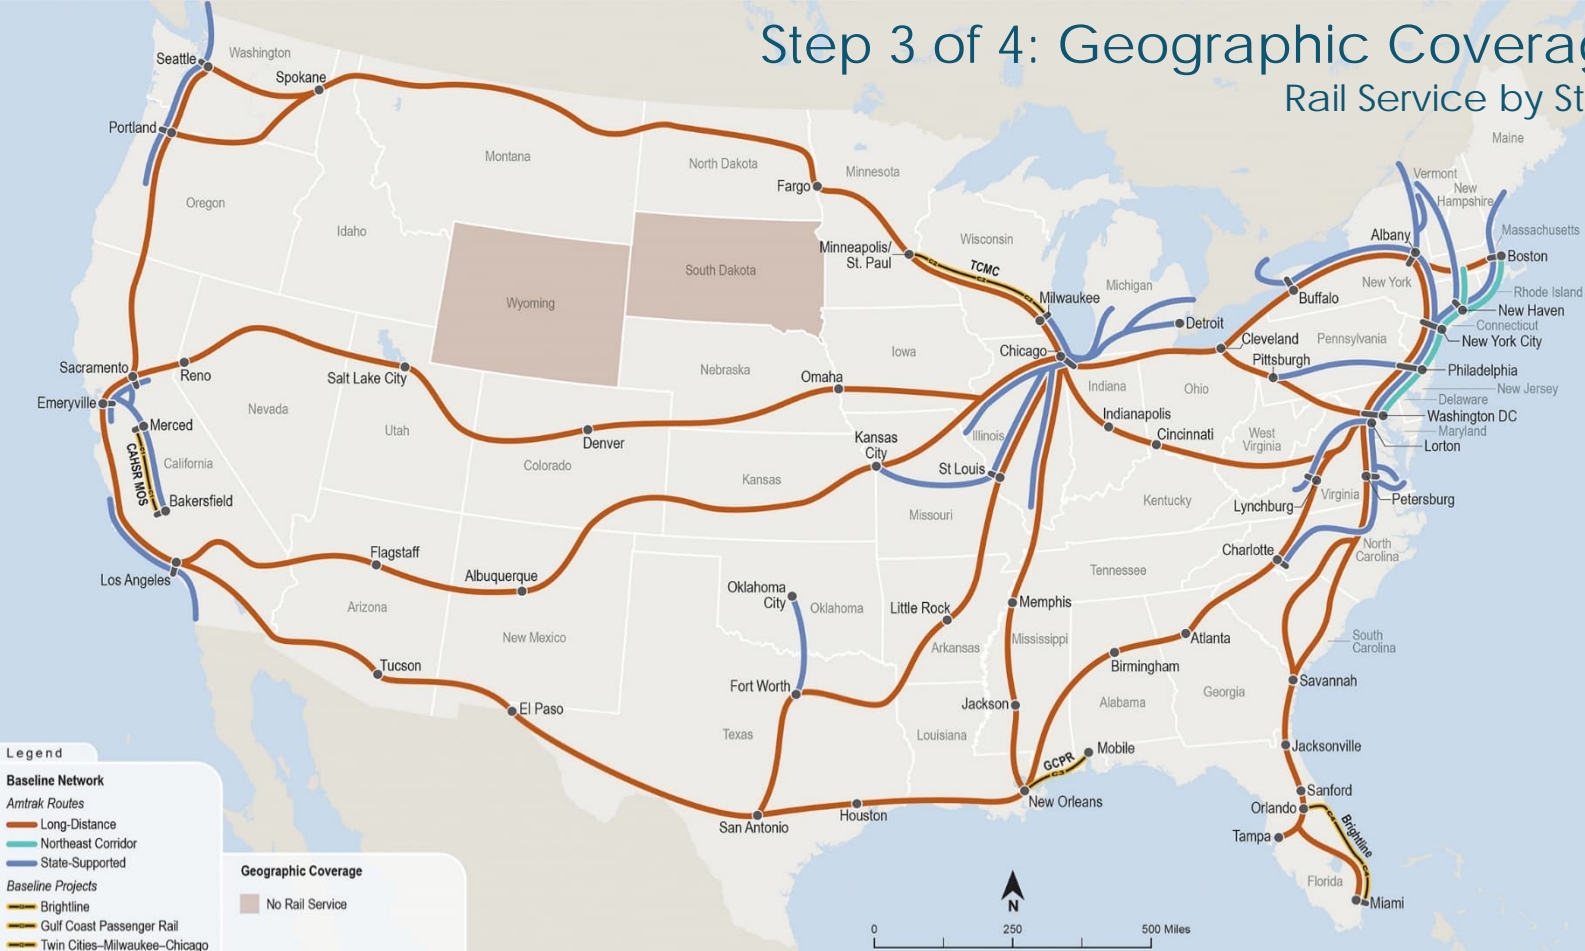 Step 3 of 4: Geographic Coverag
Rail Service by St
Seattle
Washington
Spokane
Portland
Montana
North Dakota
Minnesota
Fargo
Maine
Vermont
New
Hampshire
Oregon
Idaho
Minneapolis/
St. Paul
Wisconsin
TCMC
Albany
Massachusetts
Boston
South Dakota
Wyoming
Milwaukee
Michigan
Buffalo
New York
Rhode Island
New Haven
Connecticut
New York City
Detroit
Cleveland
Pennsylvania
Pittsburgh
Philadelphia
Sacramento
Reno
Salt Lake City
Nebraska
Iowa
Chicago
Omaha
Indiana
Ohio
New Jersey
Delaware
Washington DC
Maryland
Lorton
Emeryville
Merced
Nevada
Utah
Denver
Colorado
Kansas
City
Illinois
Indianapolis
Cincinnati
West
Virginia
CAHSR MOS
California
Bakersfield
Kansas
St Louis
Missouri
Kentucky
Lynchburg
Virginia
Petersburg
Los Angeles
Flagstaff
Albuquerque
Arizona
New Mexico
Oklahoma
City
Oklahoma
Little Rock
Arkansas
Tennessee
Memphis
Mississippi
Charlotte
North
Carolina
South
Carolina
Atlanta
Birmingham
Tucson
El Paso
Fort Worth
Texas
Jackson
Louisiana
Alabama
Georgia
Savannah
GCPR
Mobile
Jacksonville
New Orleans
Houston
San Antonio
Sanford
Orlando
Tampa
Brightline
Florida
Miami
Legend
Baseline Network
Amtrak Routes
Long-Distance
Northeast Corridor
State-Supported
Baseline Projects
Brightline
Gulf Coast Passenger Rail
Twin Cities–Milwaukee–Chicago
Geographic Coverage
No Rail Service
N
0 250 500 Miles